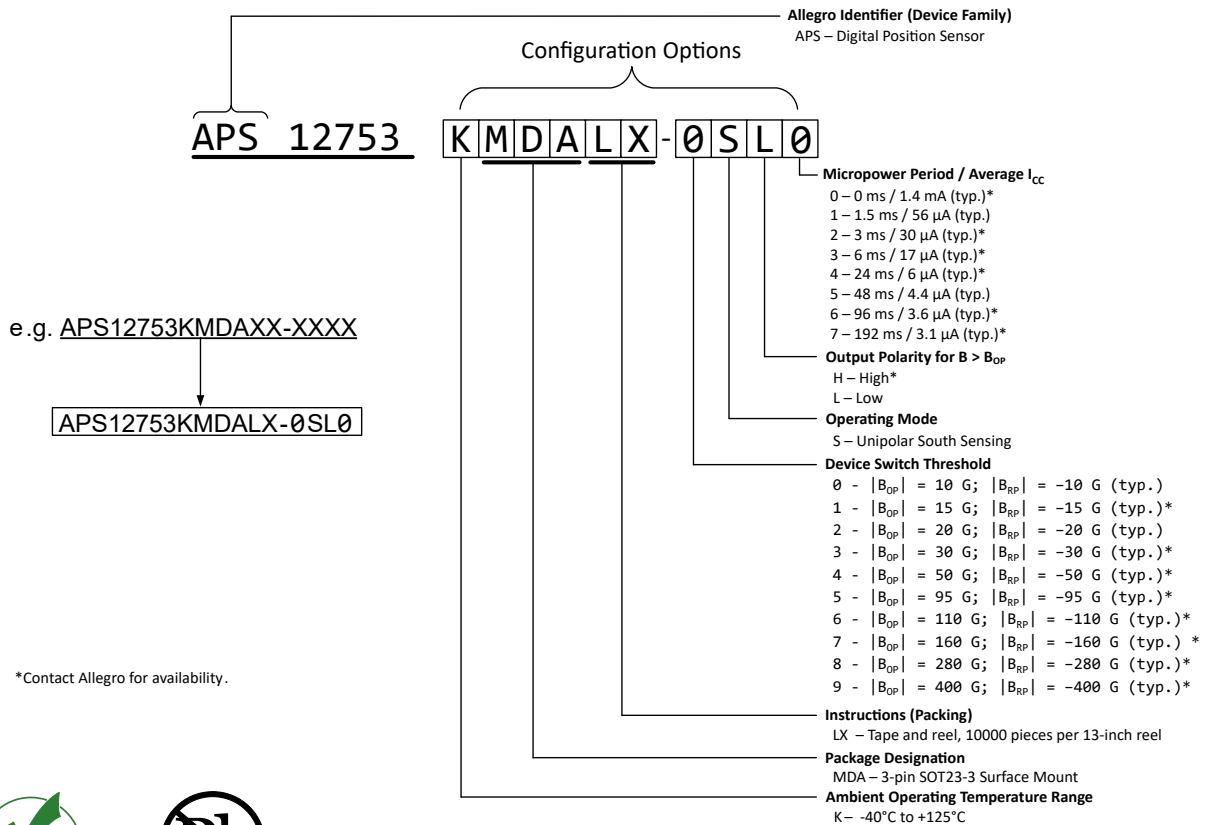 Allegro Identifier (Device Family)
APS – Digital Position Sensor
Configuration Options
APS 12753 KMDALX-0SL0
Micropower Period / Average ICC
0 – 0 ms / 1.4 mA (typ.)*
1 – 1.5 ms / 56 µA (typ.)
2 – 3 ms / 30 µA (typ.)*
3 – 6 ms / 17 µA (typ.)*
4 – 24 ms / 6 µA (typ.)*
5 – 48 ms / 4.4 µA (typ.)
6 – 96 ms / 3.6 µA (typ.)*
7 – 192 ms / 3.1 µA (typ.)*
Output Polarity for B > BOP
H – High*
L – Low
Operating Mode
S – Unipolar South Sensing
Device Switch Threshold
0 - |BOP| = 10 G; |BRP| = -10 G (typ.)
1 - |BOP| = 15 G; |BRP| = -15 G (typ.)*
2 - |BOP| = 20 G; |BRP| = -20 G (typ.)
3 - |BOP| = 30 G; |BRP| = -30 G (typ.)*
4 - |BOP| = 50 G; |BRP| = -50 G (typ.)*
5 - |BOP| = 95 G; |BRP| = -95 G (typ.)*
6 - |BOP| = 110 G; |BRP| = -110 G (typ.)*
7 - |BOP| = 160 G; |BRP| = -160 G (typ.) *
8 - |BOP| = 280 G; |BRP| = -280 G (typ.)*
9 - |BOP| = 400 G; |BRP| = -400 G (typ.)*
Instructions (Packing)
LX – Tape and reel, 10000 pieces per 13-inch reel
Package Designation
MDA – 3-pin SOT23-3 Surface Mount
Ambient Operating Temperature Range
K – -40°C to +125°C
e.g. APS12753KMDAXX-XXXX
APS12753KMDALX-0SL0
*Contact Allegro for availability.